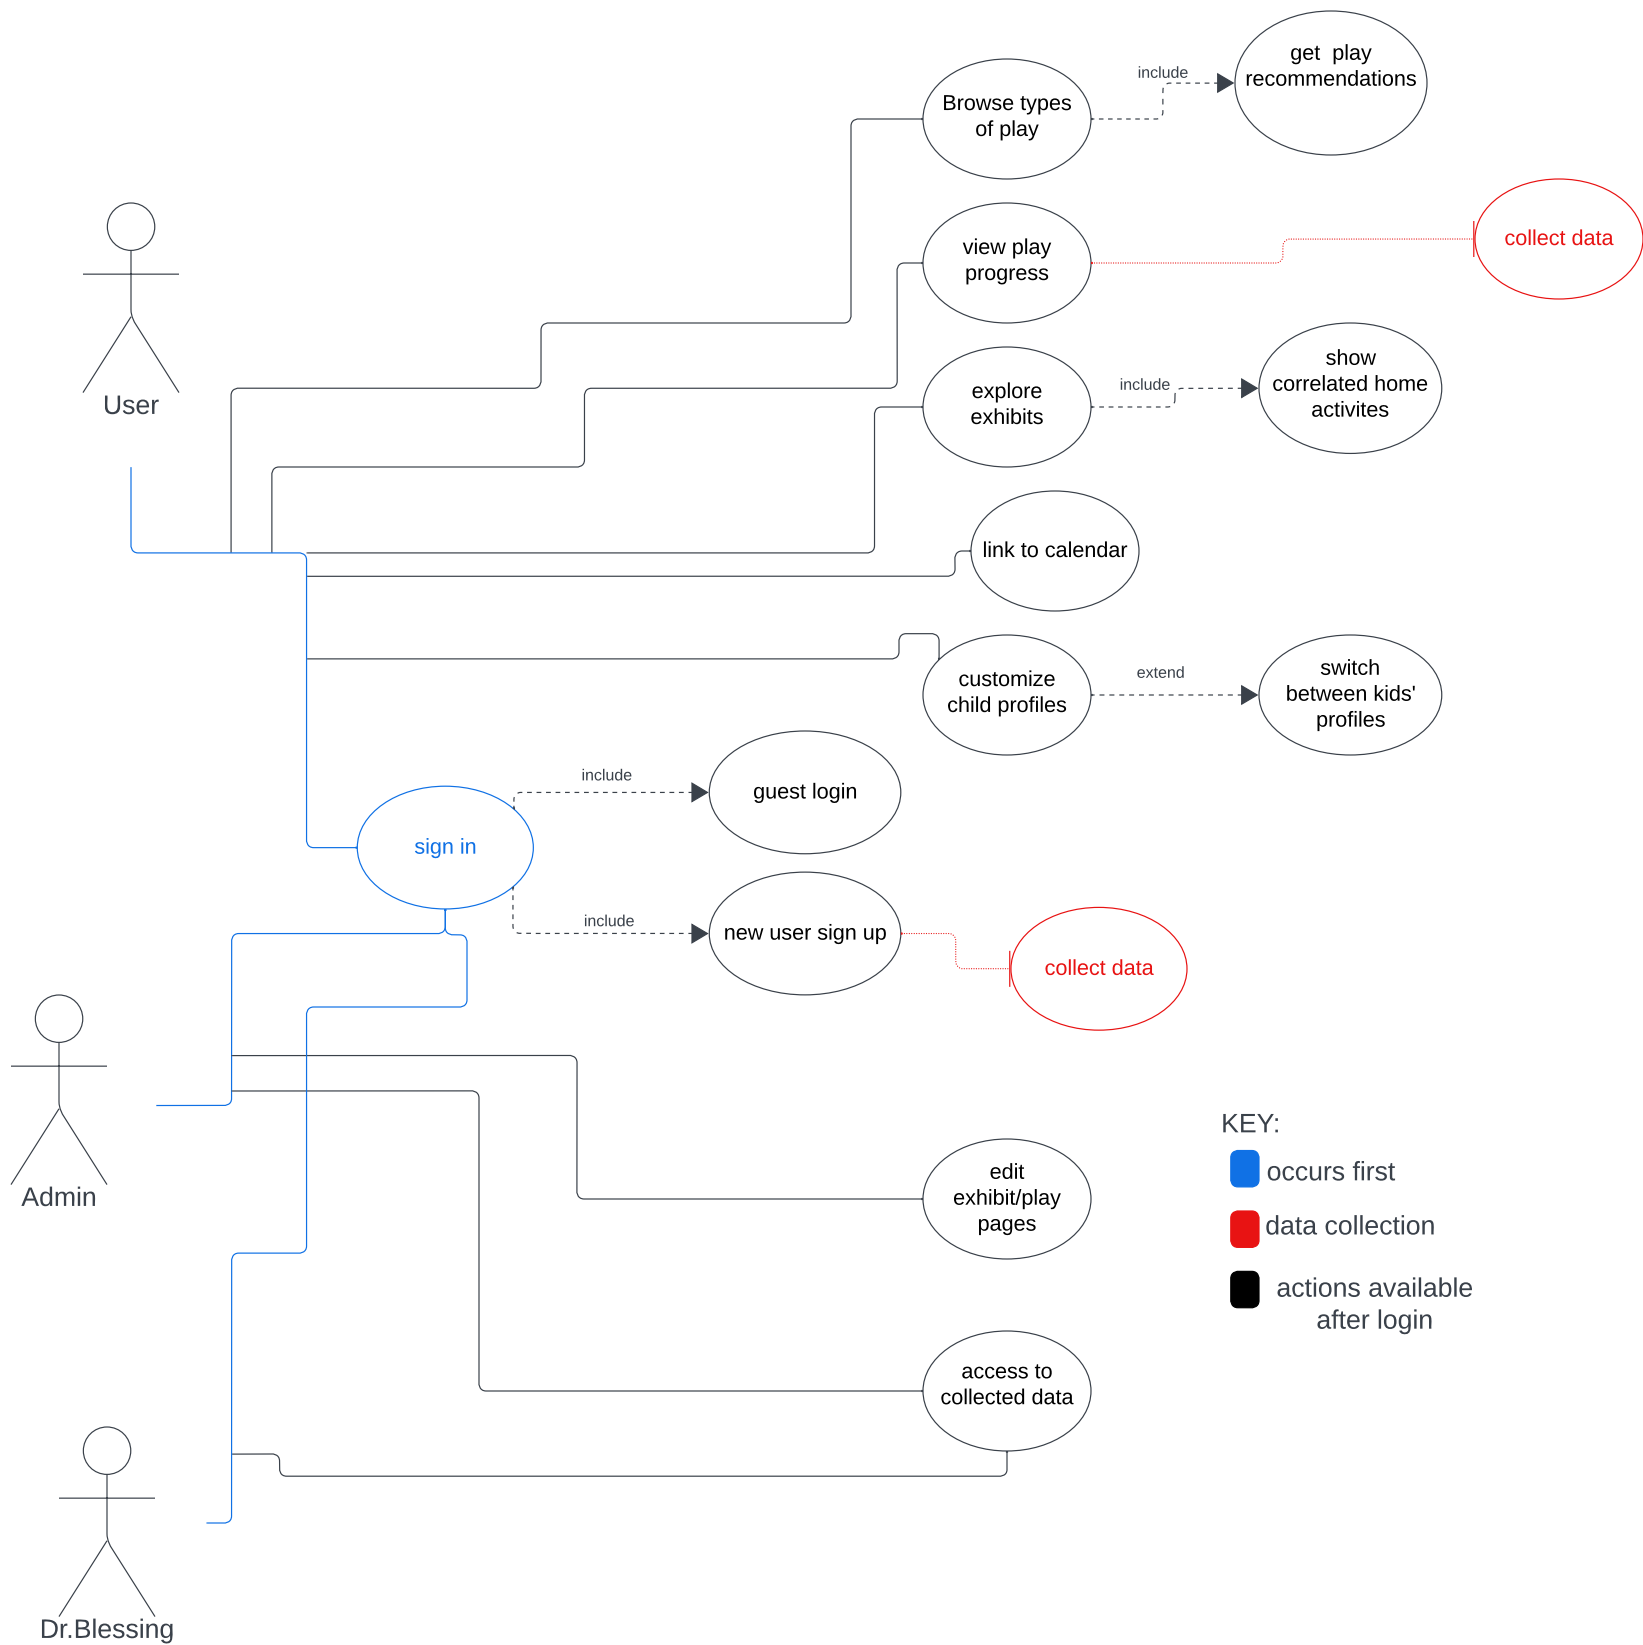 get  play
recommendations
include
Browse types
of play
collect data
view play
progress
show
correlated home
activites
include
explore
exhibits
User
link to calendar
switch
between kids'
profiles
extend
customize
child profiles
include
guest login
sign in
include
new user sign up
collect data
Admin
edit
exhibit/play
pages
KEY:
occurs first
data collection
actions available
after login
access to
collected data
Dr.Blessing